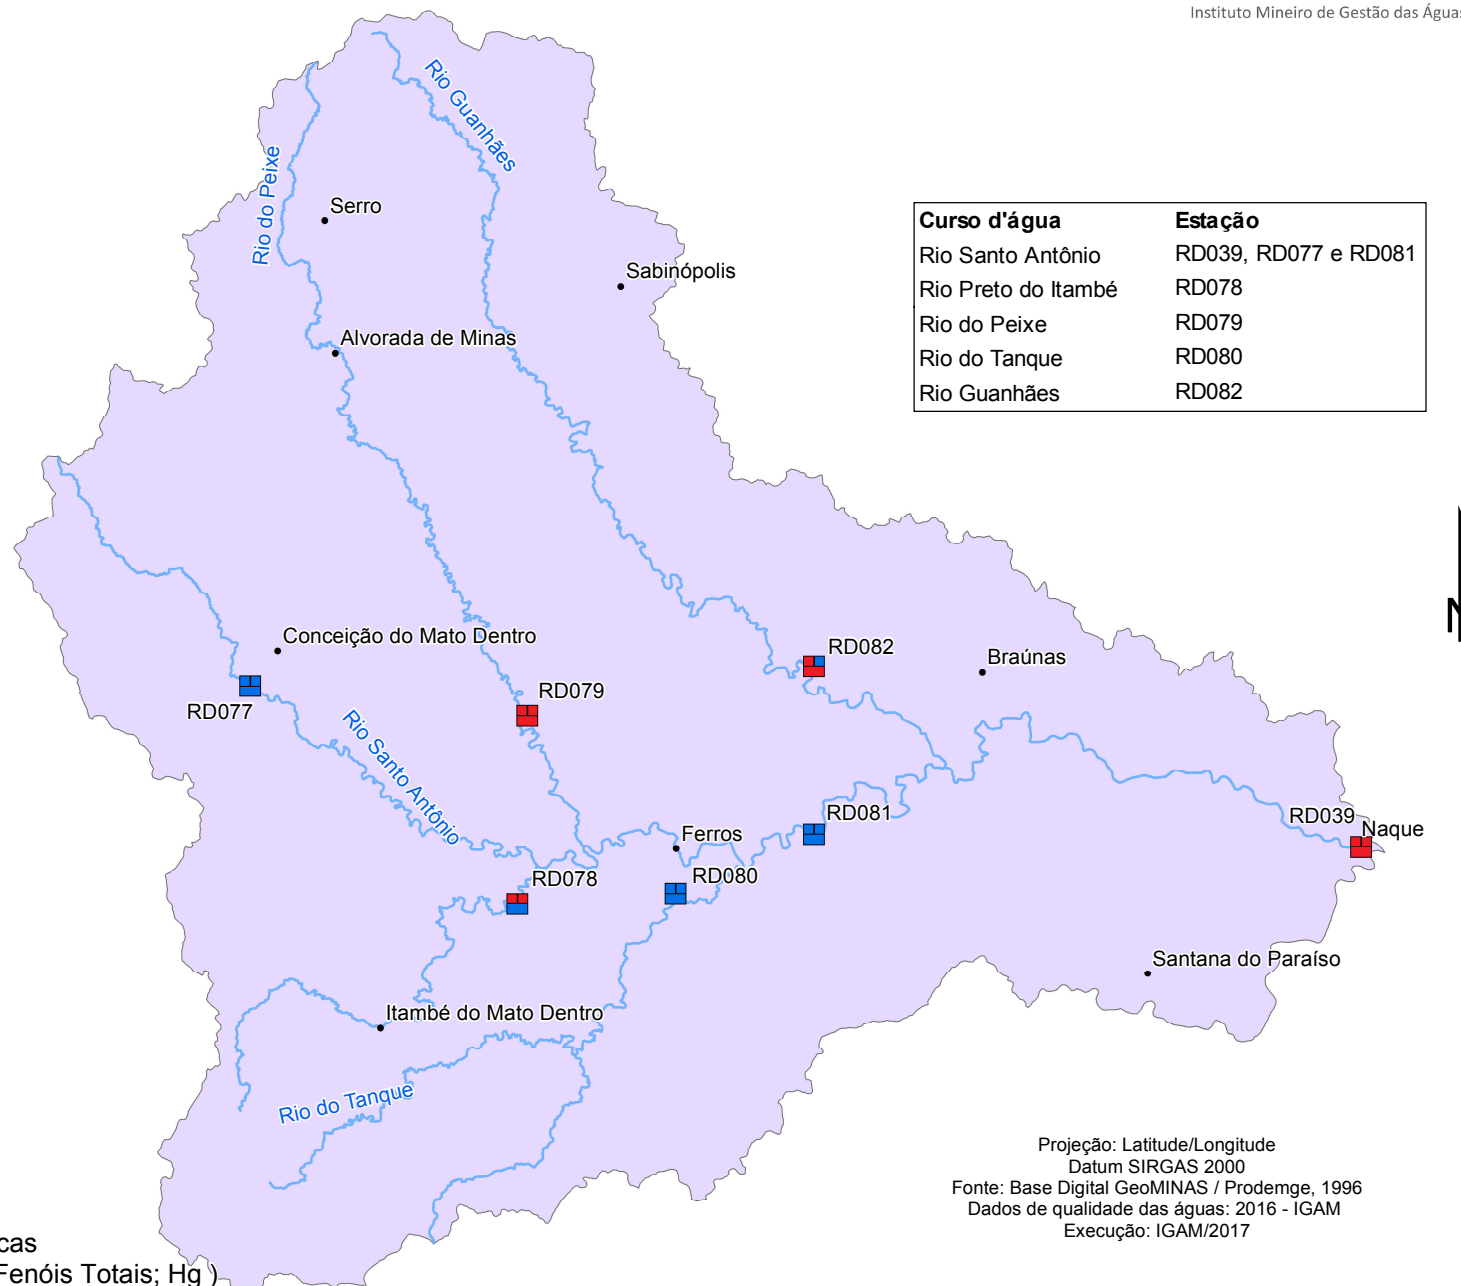 Instituto Mineiro de Gestão das Águas
Rio Guanhães
Rio do Peixe
Serro
Curso d'água Estação
Rio Santo Antônio RD039, RD077 e RD081
Rio Preto do Itambé RD078
Rio do Peixe RD079
Rio do Tanque RD080
Rio Guanhães RD082
Sabinópolis
Alvorada de Minas
N
Conceição do Mato Dentro
RD082
Braúnas
RD079
RD077
Rio Santo Antônio
RD081
RD039
Naque
Ferros
RD078
RD080
Santana do Paraíso
Itambé do Mato Dentro
Rio do Tanque
Projeção: Latitude/Longitude
Datum SIRGAS 2000
Fonte: Base Digital GeoMINAS / Prodemge, 1996
Dados de qualidade das águas: 2016 - IGAM
Execução: IGAM/2017
cas
Fenóis Totais; Hg )